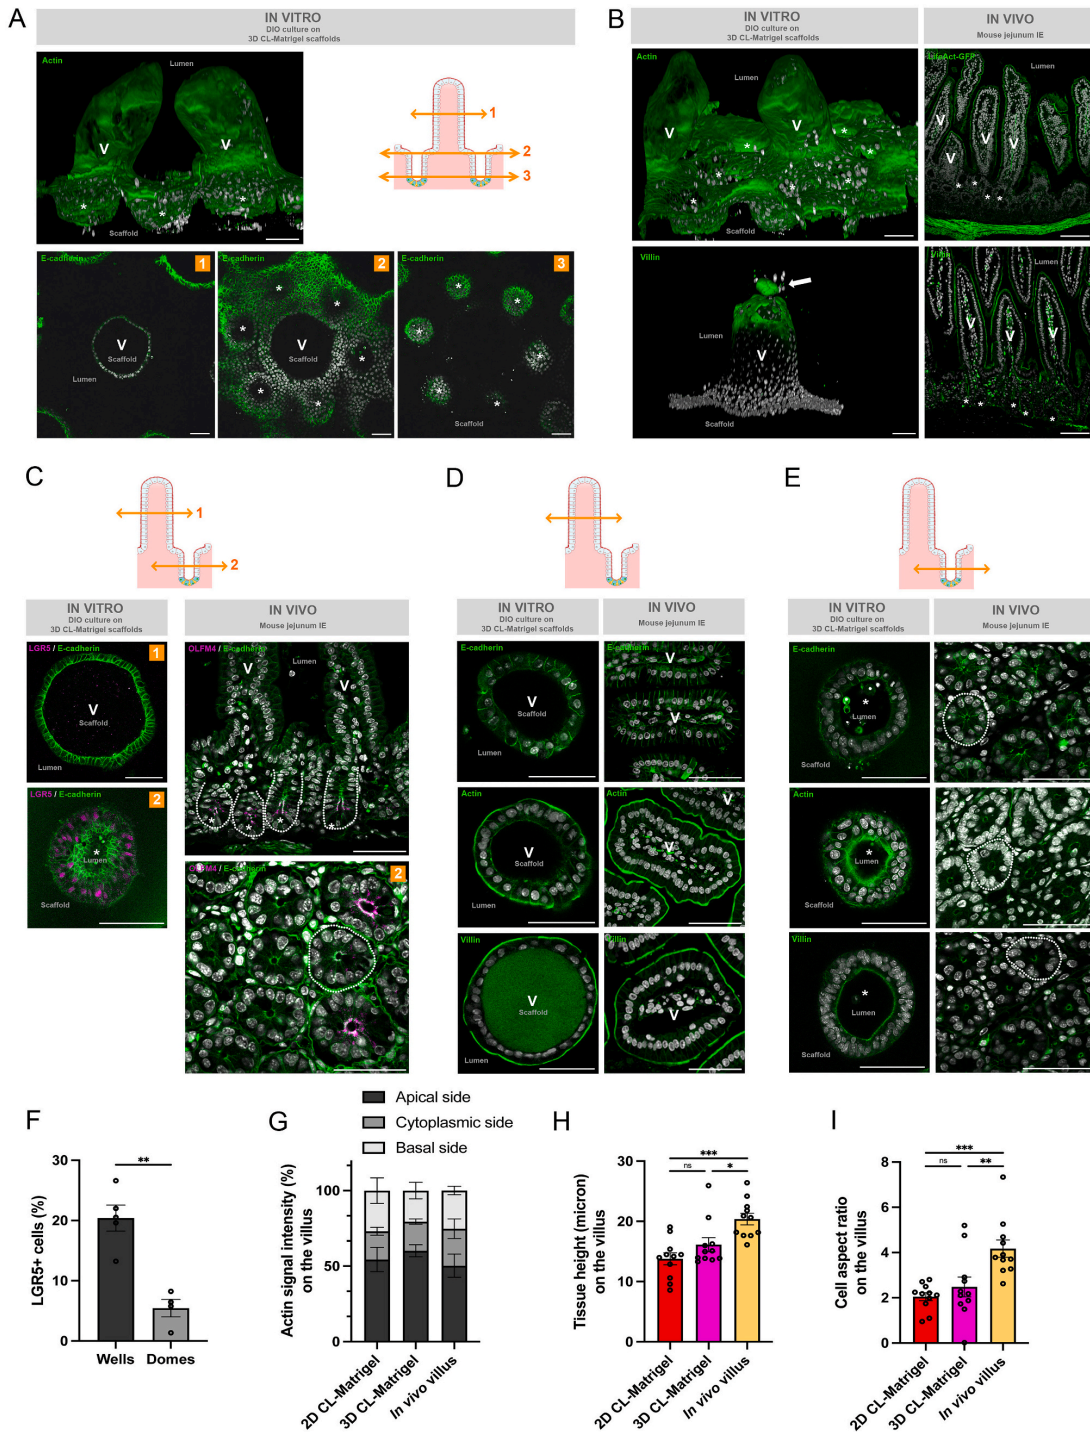 A
IN VITRO
DIO culture on
3D CL-Matrigel scaffolds
Actin
Lumen
V
V
*
*
*
Scaffold
1
2
3
E-cadherin
1
V
Scaffold
Lumen
E-cadherin
2
V
Scaffold
*
*
*
*
*
*
*
E-cadherin
3
*
*
*
*
*
*
Scaffold
B
IN VITRO
DIO culture on
3D CL-Matrigel scaffolds
IN VIVO
Mouse jejunum IE
Actin
Lumen
V
V
*
*
*
*
*
*
*
Scaffold
LifeAct-GFP
Lumen
V
V
V
V
* * * *
Villin
Lumen
V
Scaffold
Villin
Lumen
V
V
V
* * * * *
C
1
2
IN VITRO
DIO culture on
3D CL-Matrigel scaffolds
IN VIVO
Mouse jejunum IE
LGR5 / E-cadherin
1
V
Scaffold
Lumen
LGR5 / E-cadherin
2
*
Lumen
Scaffold
OLFM4 / E-cadherin
Lumen
V
V
* * * *
OLFM4 / E-cadherin
2
D
IN VITRO
DIO culture on
3D CL-Matrigel scaffolds
IN VIVO
Mouse jejunum IE
E-cadherin
V
Scaffold
Lumen
E-cadherin
V
V
Actin
V
Scaffold
Lumen
Actin
V
Villin
V
Scaffold
Lumen
Villin
V
E
IN VITRO
DIO culture on
3D CL-Matrigel scaffolds
IN VIVO
Mouse jejunum IE
E-cadherin
*
Lumen
Scaffold
Actin
*
Lumen
Scaffold
Villin
*
Lumen
Scaffold
F
LGR5+ cells (%)
30
20
10
0
**
Wells
Domes
G
Apical side
Cytoplasmic side
Basal side
Actin signal intensity (%)
on the villus
100
50
0
2D CL-Matrigel
3D CL-Matrigel
In vivo villus
H
Tissue height (micron)
on the villus
30
20
10
0
***
ns
*
2D CL-Matrigel
3D CL-Matrigel
In vivo villus
I
Cell aspect ratio
on the villus
8
6
4
2
0
***
ns
**
2D CL-Matrigel
3D CL-Matrigel
In vivo villus